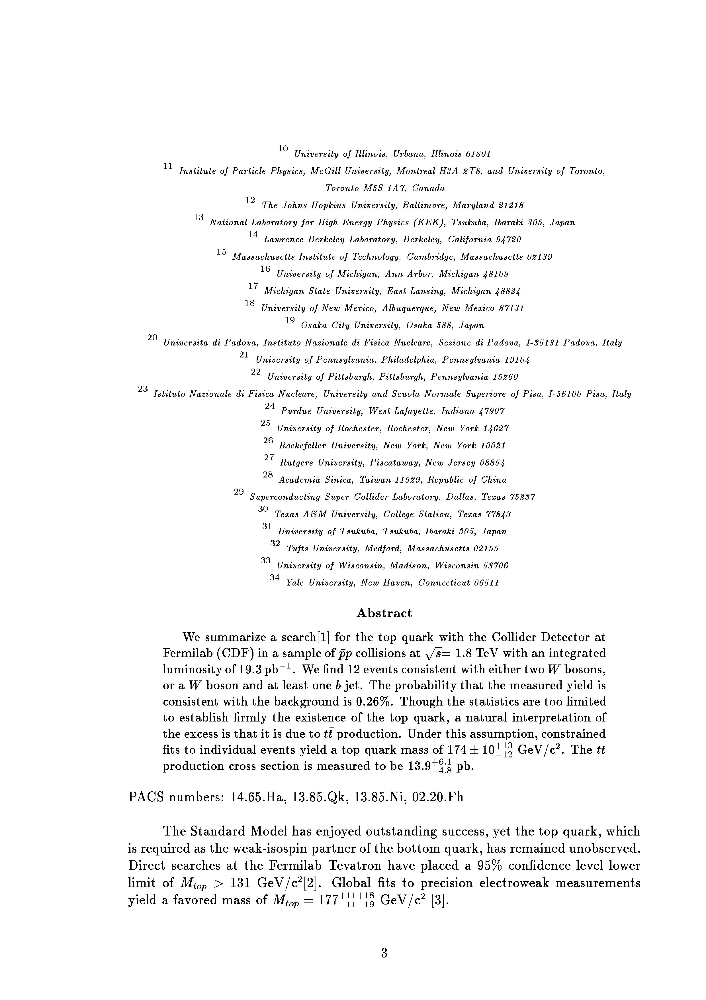 10 University of Illinois, Urbana, Illinois 61801
11 Institute of Particle Physics, McGill University, Montreal H3A 2T8, and University of Toronto,
Toronto M5S 1A7, Canada
12 The Johns Hopkins University, Baltimore, Maryland 21218
13 National Laboratory for High Energy Physics (KEK), Tsukuba, Ibaraki 305, Japan
14 Lawrence Berkeley Laboratory, Berkeley, California 94720
15 Massachusetts Institute of Technology, Cambridge, Massachusetts 02139
16 University of Michigan, Ann Arbor, Michigan 48109
17 Michigan State University, East Lansing, Michigan 48824
18 University of New Mexico, Albuquerque, New Mexico 87131
19 Osaka City University, Osaka 588, Japan
20 Universita di Padova, Instituto Nazionale di Fisica Nucleare, Sezione di Padova, I-35131 Padova, Italy
21 University of Pennsylvania, Philadelphia, Pennsylvania 19104
22 University of Pittsburgh, Pittsburgh, Pennsylvania 15260
23 Istituto Nazionale di Fisica Nucleare, University and Scuola Normale Superiore of Pisa, I-56100 Pisa, Italy
24 Purdue University, West Lafayette, Indiana 47907
25 University of Rochester, Rochester, New York 14627
26 Rockefeller University, New York, New York 10021
27 Rutgers University, Piscataway, New Jersey 08854
28 Academia Sinica, Taiwan 11529, Republic of China
29 Superconducting Super Collider Laboratory, Dallas, Texas 75237
30 Texas A&M University, College Station, Texas 77843
31 University of Tsukuba, Tsukuba, Ibaraki 305, Japan
32 Tufts University, Medford, Massachusetts 02155
33 University of Wisconsin, Madison, Wisconsin 53706
34 Yale University, New Haven, Connecticut 06511
Abstract
We summarize a search[1] for the top quark with the Collider Detector at
Fermilab (CDF) in a sample of p̄p collisions at √s= 1.8 TeV with an integrated
luminosity of 19.3 pb⁻¹. We find 12 events consistent with either two W bosons,
or a W boson and at least one b jet. The probability that the measured yield is
consistent with the background is 0.26%. Though the statistics are too limited
to establish firmly the existence of the top quark, a natural interpretation of
the excess is that it is due to tt̄ production. Under this assumption, constrained
fits to individual events yield a top quark mass of 174 ± 10 +13 −12 GeV/c². The tt̄
production cross section is measured to be 13.9 +6.1 −4.8 pb.
PACS numbers: 14.65.Ha, 13.85.Qk, 13.85.Ni, 02.20.Fh
The Standard Model has enjoyed outstanding success, yet the top quark, which
is required as the weak-isospin partner of the bottom quark, has remained unobserved.
Direct searches at the Fermilab Tevatron have placed a 95% confidence level lower
limit of Mtop > 131 GeV/c²[2]. Global fits to precision electroweak measurements
yield a favored mass of Mtop = 177 +11+18 −11−19 GeV/c² [3].
3